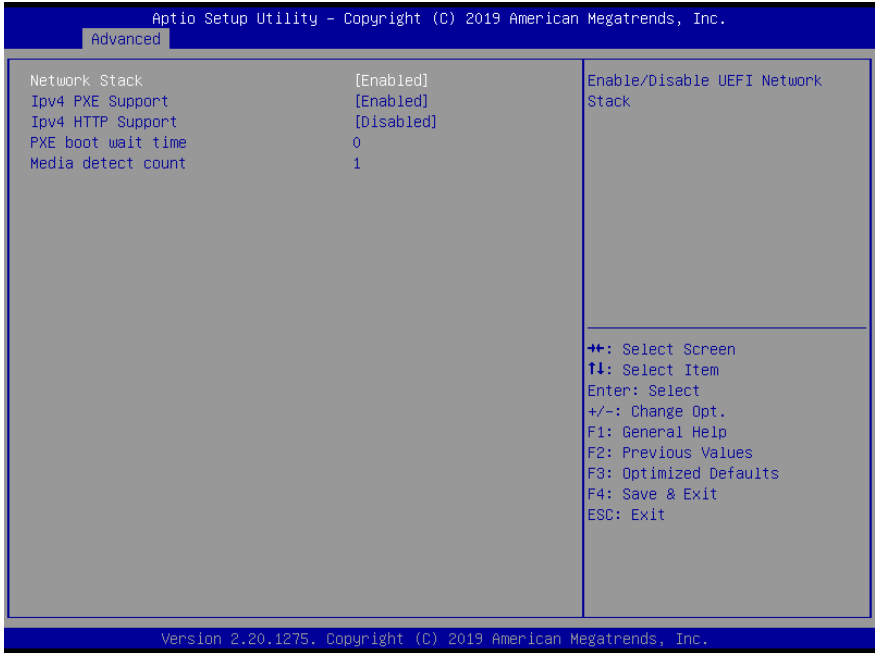 Aptio Setup Utility – Copyright (C) 2019 American Megatrends, Inc.
Advanced
Network Stack [Enabled]
Ipv4 PXE Support [Enabled]
Ipv4 HTTP Support [Disabled]
PXE boot wait time 0
Media detect count 1
Enable/Disable UEFI Network
Stack
→←: Select Screen
↑↓: Select Item
Enter: Select
+/-: Change Opt.
F1: General Help
F2: Previous Values
F3: Optimized Defaults
F4: Save & Exit
ESC: Exit
Version 2.20.1275. Copyright (C) 2019 American Megatrends, Inc.